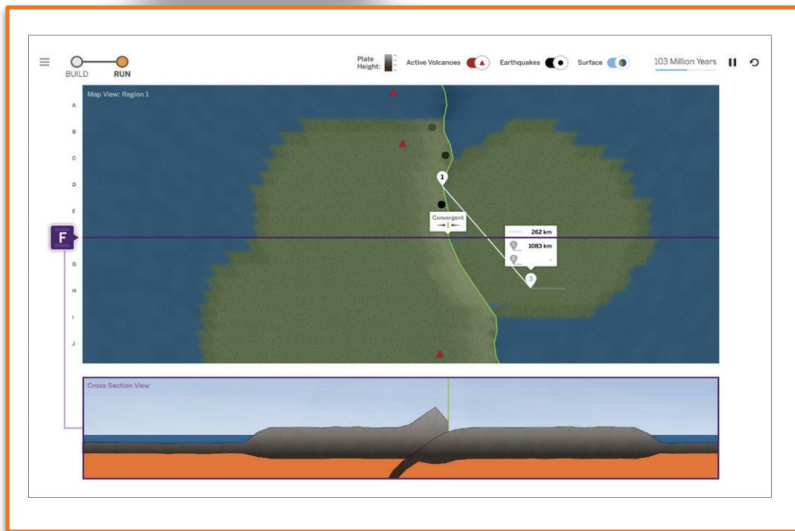 BUILD
RUN
Plate
Height:
Active Volcanoes
Earthquakes
Surface
103 Million Years
Map View: Region 1
A
B
C
D
E
F
G
H
I
J
1
Convergent
262 km
1083 km
3
Cross-Section View